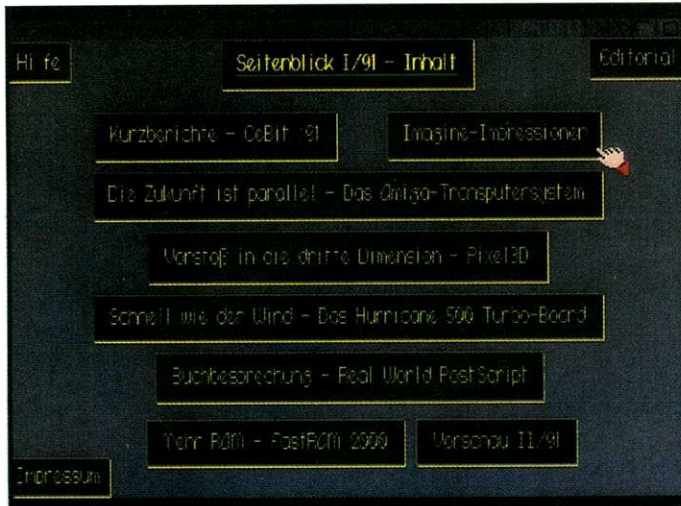 Hilfe
Seitenblick I/91 - Inhalt
Editorial
Kurzberichte - CeBit '91
Imagine-Impressionen
Die Zukunft ist parallel - Das Amiga-Transputersystem
Vorstoß in die dritte Dimension - Pixel3D
Schnell wie der Wind - Das Hurricane 500 Turbo-Board
Buchbesprechung - Real World PostScript
Mehr RAM - FastRAM 2000
Vorschau II/91
Impressum